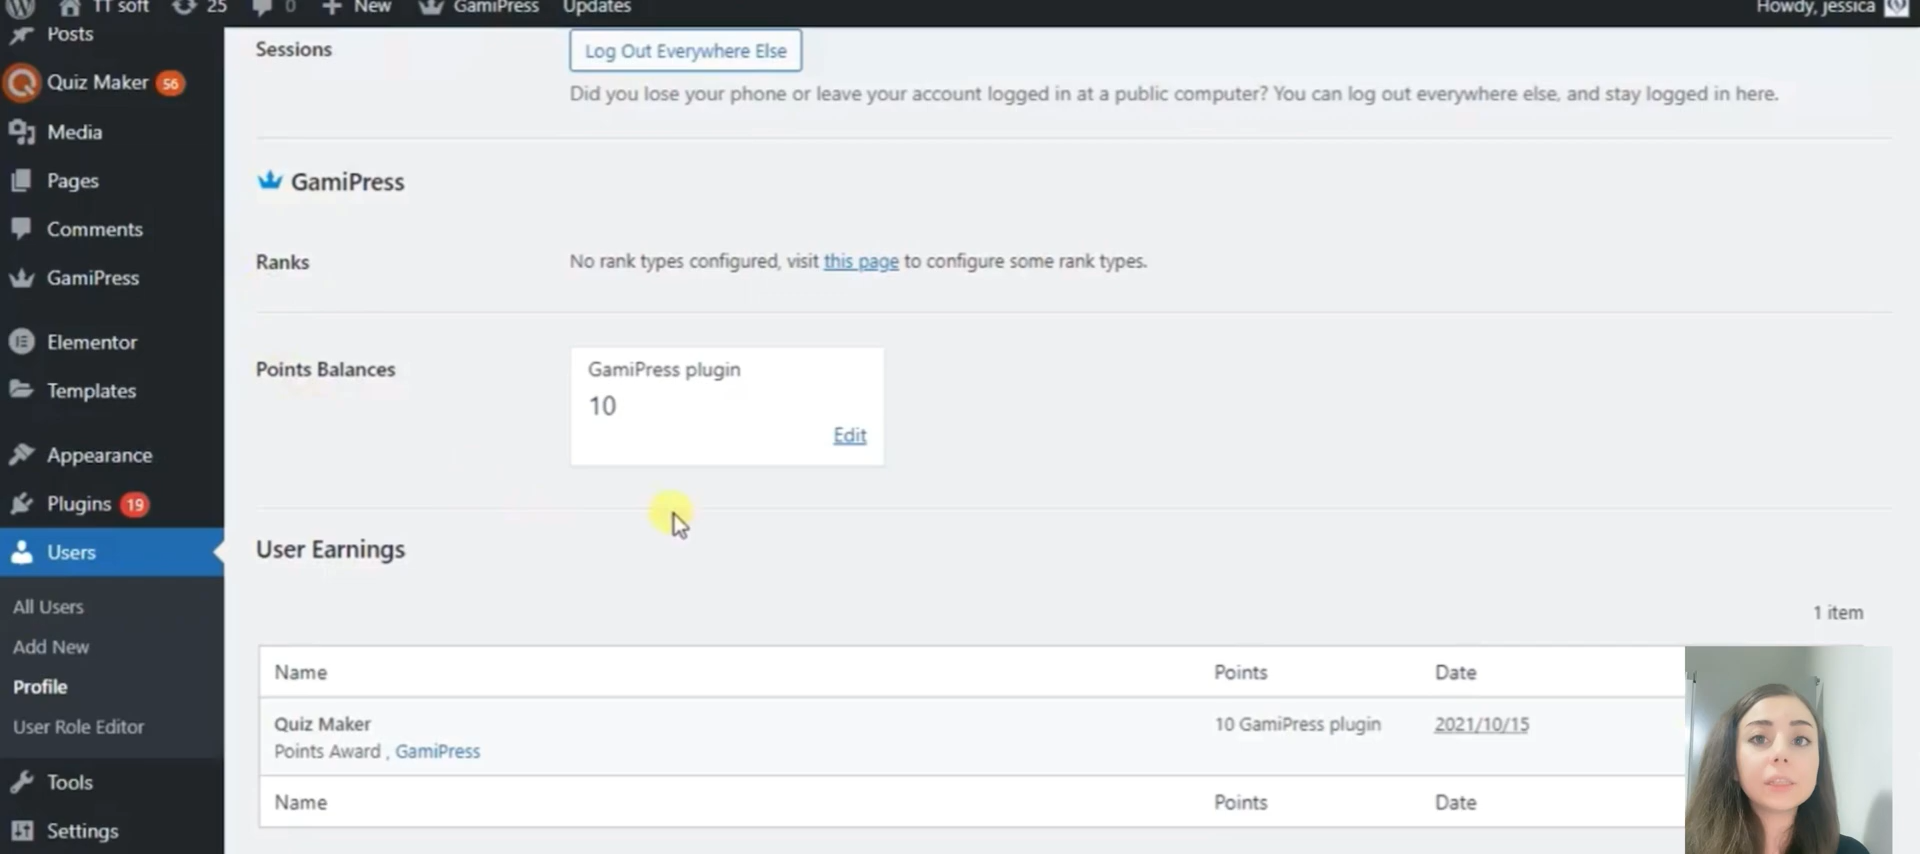 TT soft 25 0 New GamiPress Updates Howdy, jessica
Posts
Quiz Maker 56
Media
Pages
Comments
GamiPress
Elementor
Templates
Appearance
Plugins 19
Users
All Users
Add New
Profile
User Role Editor
Tools
Settings
Sessions
Log Out Everywhere Else
Did you lose your phone or leave your account logged in at a public computer? You can log out everywhere else, and stay logged in here.
GamiPress
Ranks
No rank types configured, visit this page to configure some rank types.
Points Balances
GamiPress plugin
10
Edit
User Earnings
1 item
Name Points Date
Quiz Maker 10 GamiPress plugin 2021/10/15
Points Award , GamiPress
Name Points Date